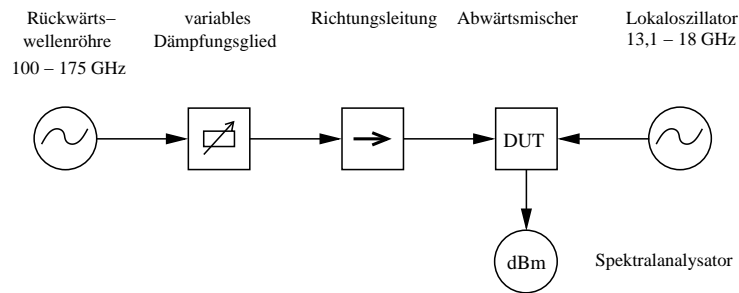 Rückwärts–
wellenröhre
100 – 175 GHz
variables
Dämpfungsglied
Richtungsleitung
Abwärtsmischer
Lokaloszillator
13,1 – 18 GHz
DUT
dBm
Spektralanalysator